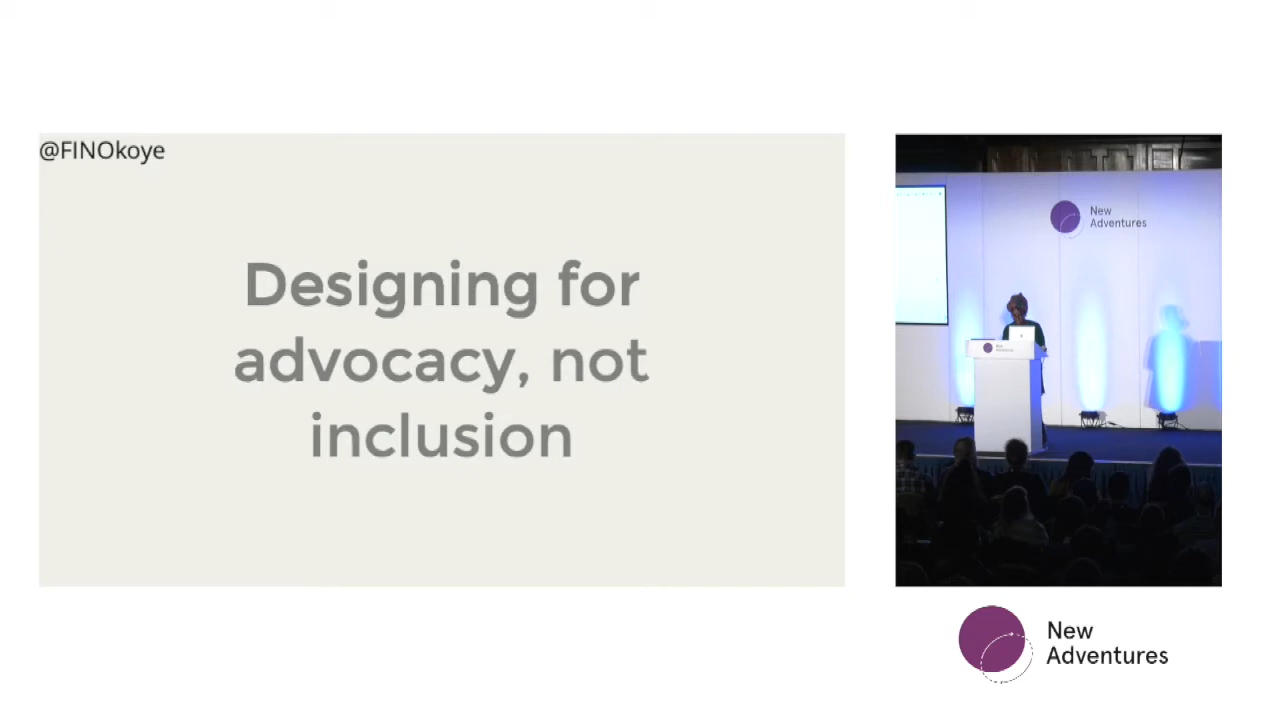 @FINOkoye
Designing for
advocacy, not
inclusion
New
Adventures
New
Adventures